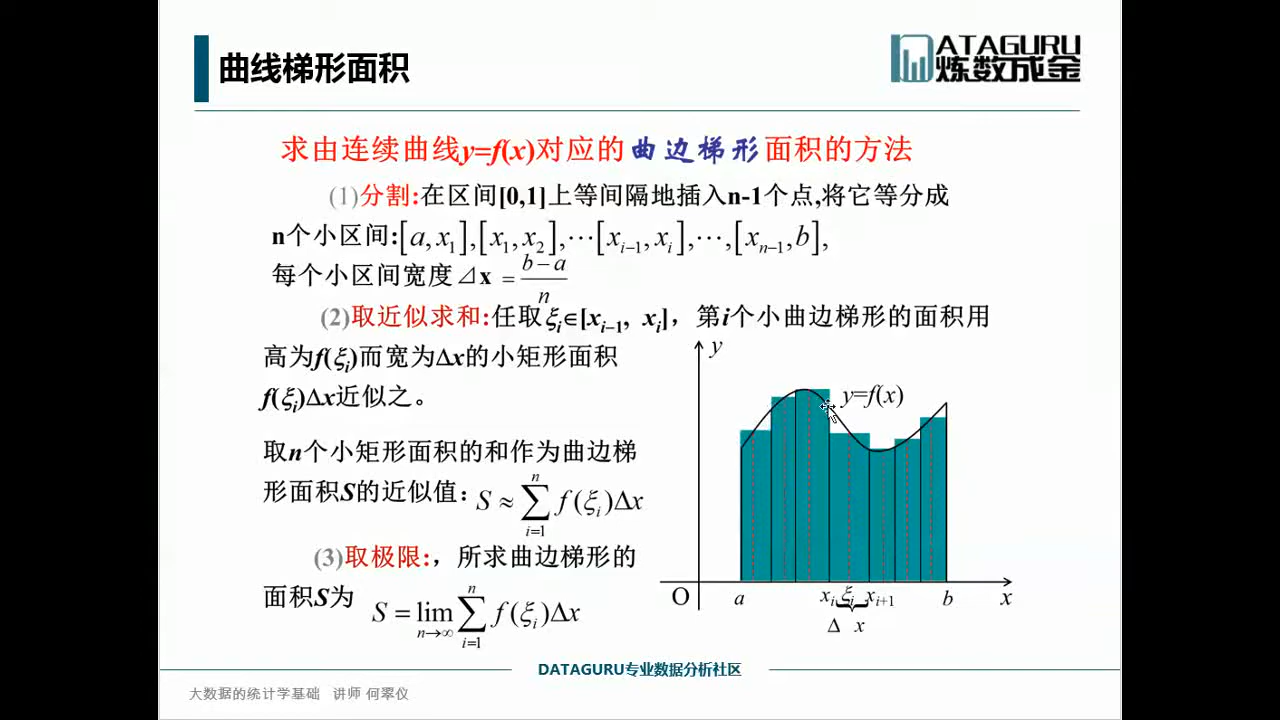 曲线梯形面积
DATAGURU
炼数成金
求由连续曲线y=f(x)对应的曲边梯形面积的方法
(1)分割:在区间[0,1]上等间隔地插入n-1个点,将它等分成
n个小区间:[a,x₁],[x₁,x₂],⋯[xᵢ₋₁,xᵢ],⋯,[xₙ₋₁,b],
每个小区间宽度⊿x = (b−a)/n
(2)取近似求和:任取ξᵢ∈[xᵢ₋₁, xᵢ],第i个小曲边梯形的面积用
高为f(ξᵢ)而宽为Δx的小矩形面积
f(ξᵢ)Δx近似之。
取n个小矩形面积的和作为曲边梯
形面积S的近似值: S ≈ ∑ᵢ₌₁ⁿ f(ξᵢ)Δx
(3)取极限:,所求曲边梯形的
面积S为 S = lim n→∞ ∑ᵢ₌₁ⁿ f(ξᵢ)Δx
y
y=f(x)
O a xᵢ ξᵢ xᵢ₊₁ b x
Δ x
DATAGURU专业数据分析社区
大数据的统计学基础 讲师 何翠仪